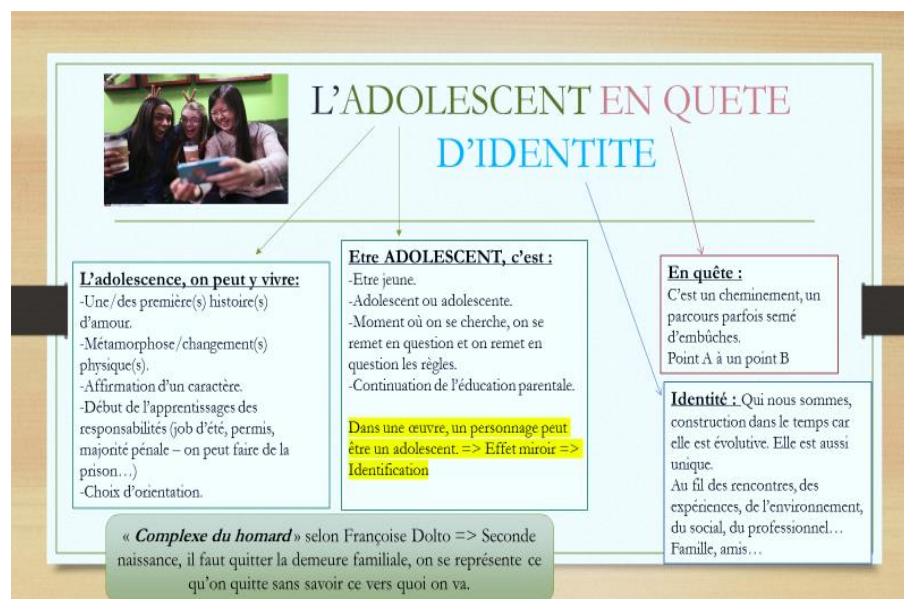 L'ADOLESCENT EN QUETE
D'IDENTITE
L'adolescence, on peut y vivre:
-Une/des première(s) histoire(s)
d'amour.
-Métamorphose/changement(s)
physique(s).
-Affirmation d'un caractère.
-Début de l'apprentissages des
responsabilités (job d'été, permis,
majorité pénale – on peut faire de la
prison…)
-Choix d'orientation.
Etre ADOLESCENT, c'est :
-Etre jeune.
-Adolescent ou adolescente.
-Moment où on se cherche, on se
remet en question et on remet en
question les règles.
-Continuation de l'éducation parentale.
Dans une œuvre, un personnage peut
être un adolescent. => Effet miroir =>
Identification
En quête :
C'est un cheminement, un
parcours parfois semé
d'embûches.
Point A à un point B
Identité : Qui nous sommes,
construction dans le temps car
elle est évolutive. Elle est aussi
unique.
Au fil des rencontres, des
expériences, de l'environnement,
du social, du professionnel…
Famille, amis…
« Complexe du homard » selon Françoise Dolto => Seconde
naissance, il faut quitter la demeure familiale, on se représente ce
qu'on quitte sans savoir ce vers quoi on va.